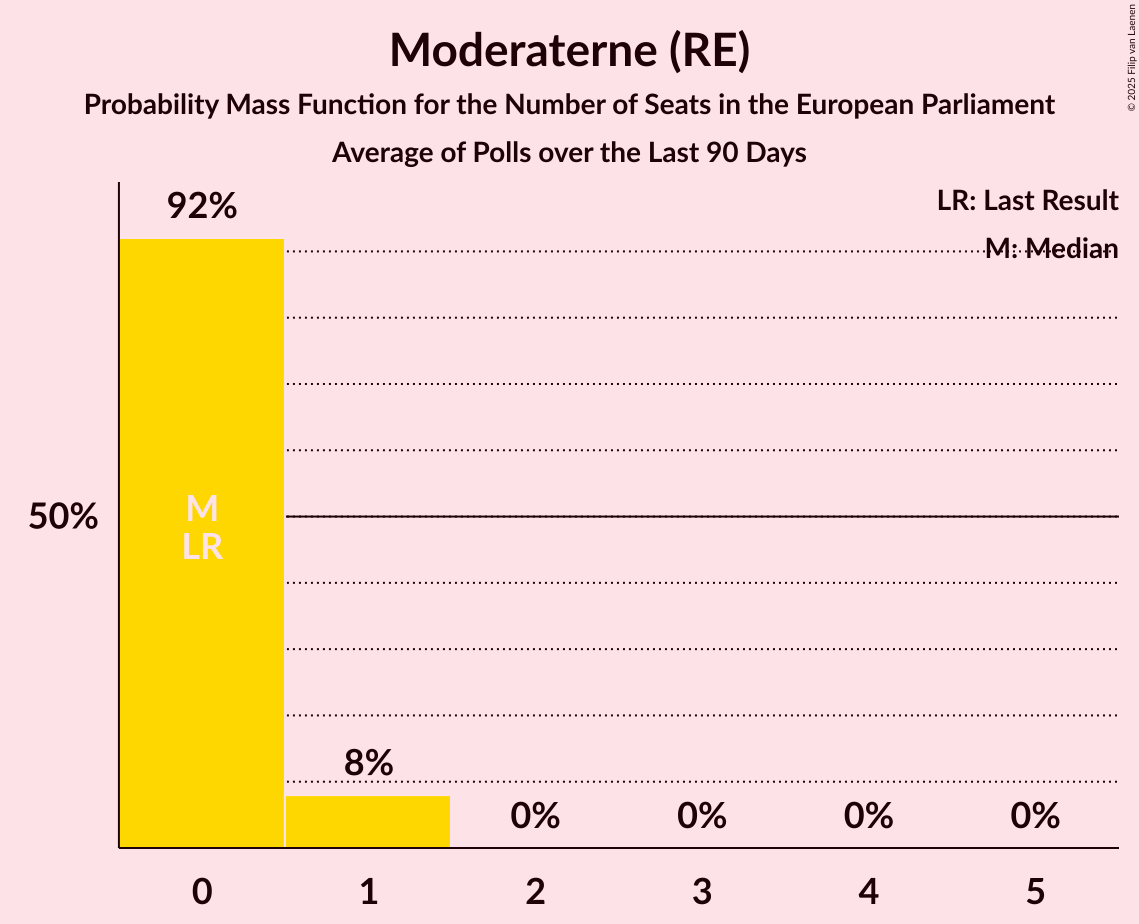 Moderaterne (RE)
Probability Mass Function for the Number of Seats in the European Parliament
Average of Polls over the Last 90 Days
© 2025 Filip van Laenen
LR: Last Result
M: Median
92%
50%
M
LR
8%
0%
0%
0%
0%
0
1
2
3
4
5